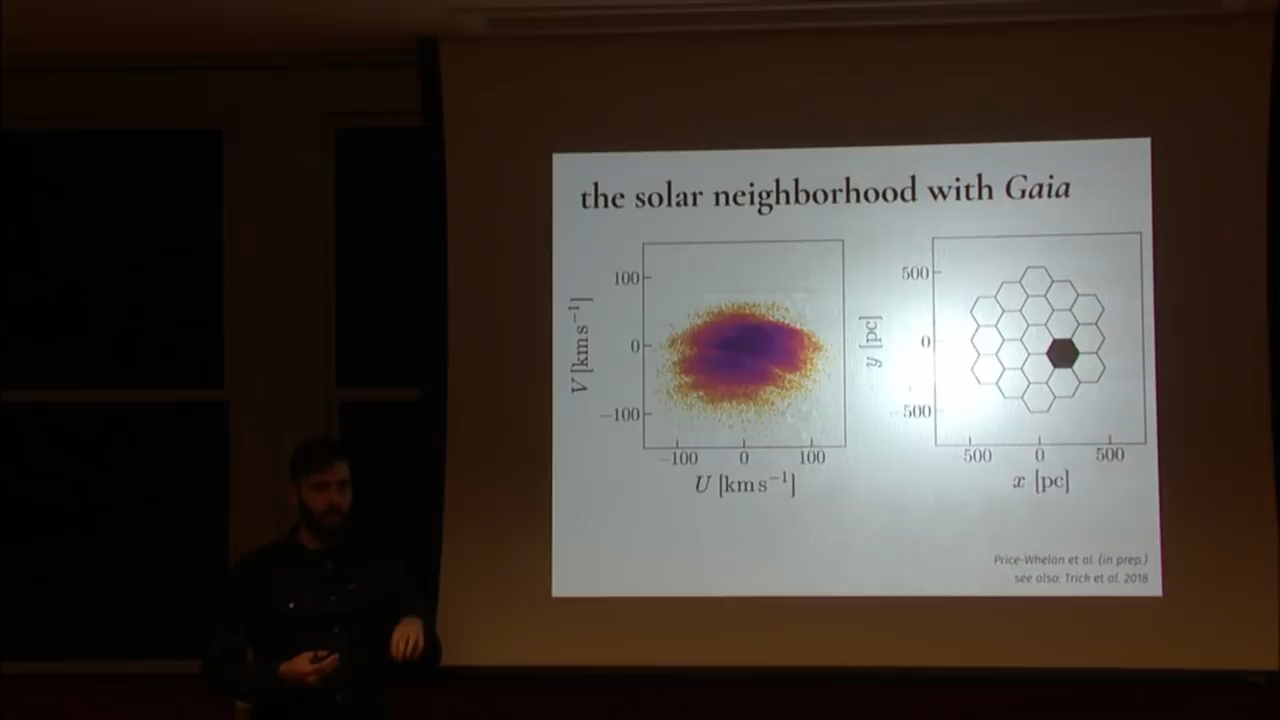 the solar neighborhood with Gaia
100
0
−100
V [km s−1]
−100 0 100
U [km s−1]
500
0
500
y [pc]
500 0 500
x [pc]
Price-Whelan et al. (in prep.)
see also: Trick et al. 2018